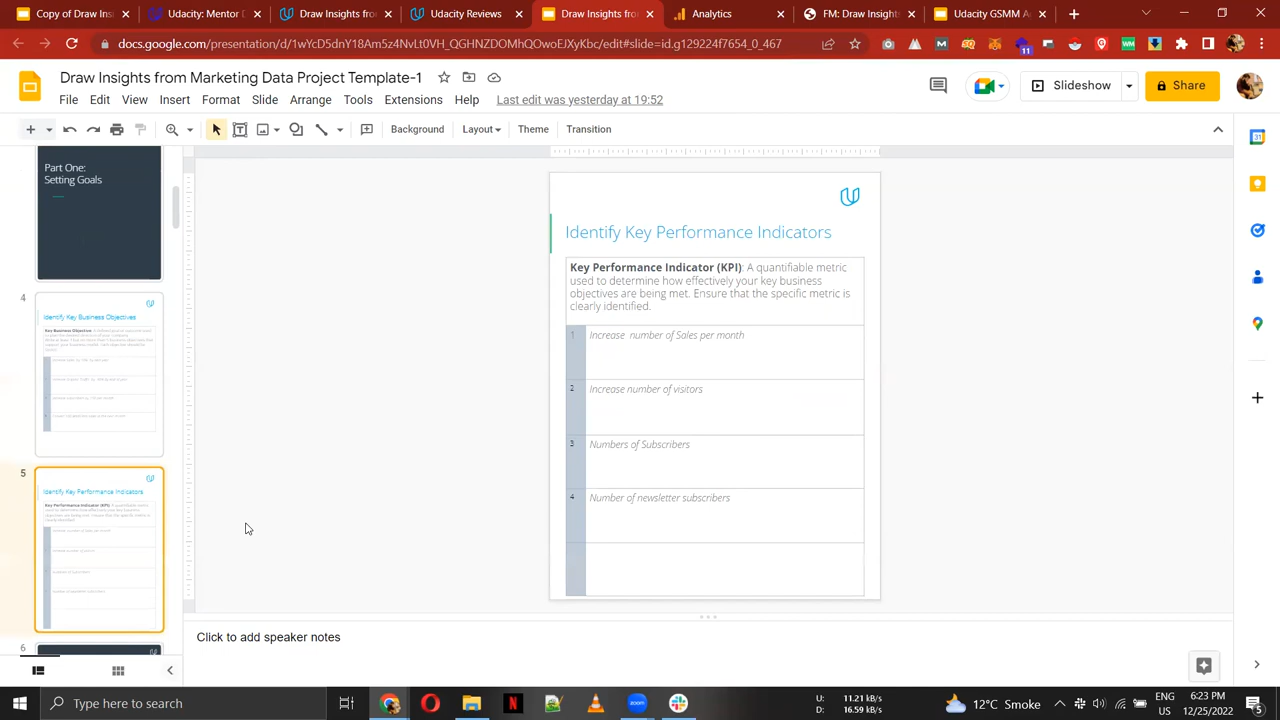 Copy of Draw Insi
Udacity: Mentor D
Draw Insights from
Udacity Reviews
Draw Insights fro
Analytics
FM: Draw Insights
Udacity GSMM A
docs.google.com/presentation/d/1wYcD5dnY18Am5z4NvLt0VH_QGHNZDOMhQOwoEJXyKbc/edit#slide=id.g129224f7654_0_467
11
Draw Insights from Marketing Data Project Template-1
File Edit View Insert Format Slide Arrange Tools Extensions Help Last edit was yesterday at 19:52
Slideshow
Share
Background Layout Theme Transition
Part One:
Setting Goals
4
Identify Key Business Objectives
5
Identify Key Performance Indicators
6
Identify Key Performance Indicators
Key Performance Indicator (KPI): A quantifiable metric
used to determine how effectively your key business
objectives are being met. Ensure that the specific metric is
clearly identified.
1 Increase number of Sales per month
2 Increase number of visitors
3 Numbers of Subscribers
4 Number of newsletter subscribers
Click to add speaker notes
Type here to search
U: 11.21 kB/s
D: 16.59 kB/s
12°C Smoke
ENG
US
6:23 PM
12/25/2022
5